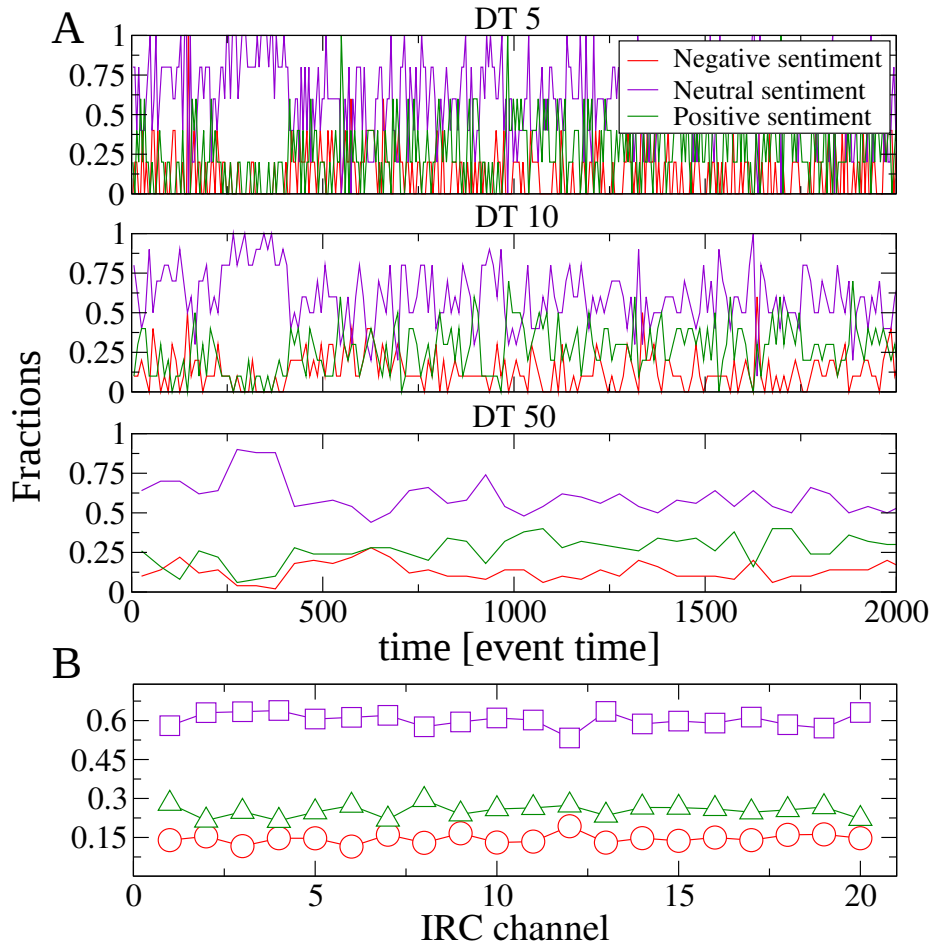 A
DT 5
1
0.75
0.5
0.25
0
Negative sentiment
Neutral sentiment
Positive sentiment
DT 10
1
0.75
0.5
0.25
0
DT 50
1
0.75
0.5
0.25
0
0 500 1000 1500 2000
time [event time]
Fractions
B
0.6
0.45
0.3
0.15
0 5 10 15 20
IRC channel